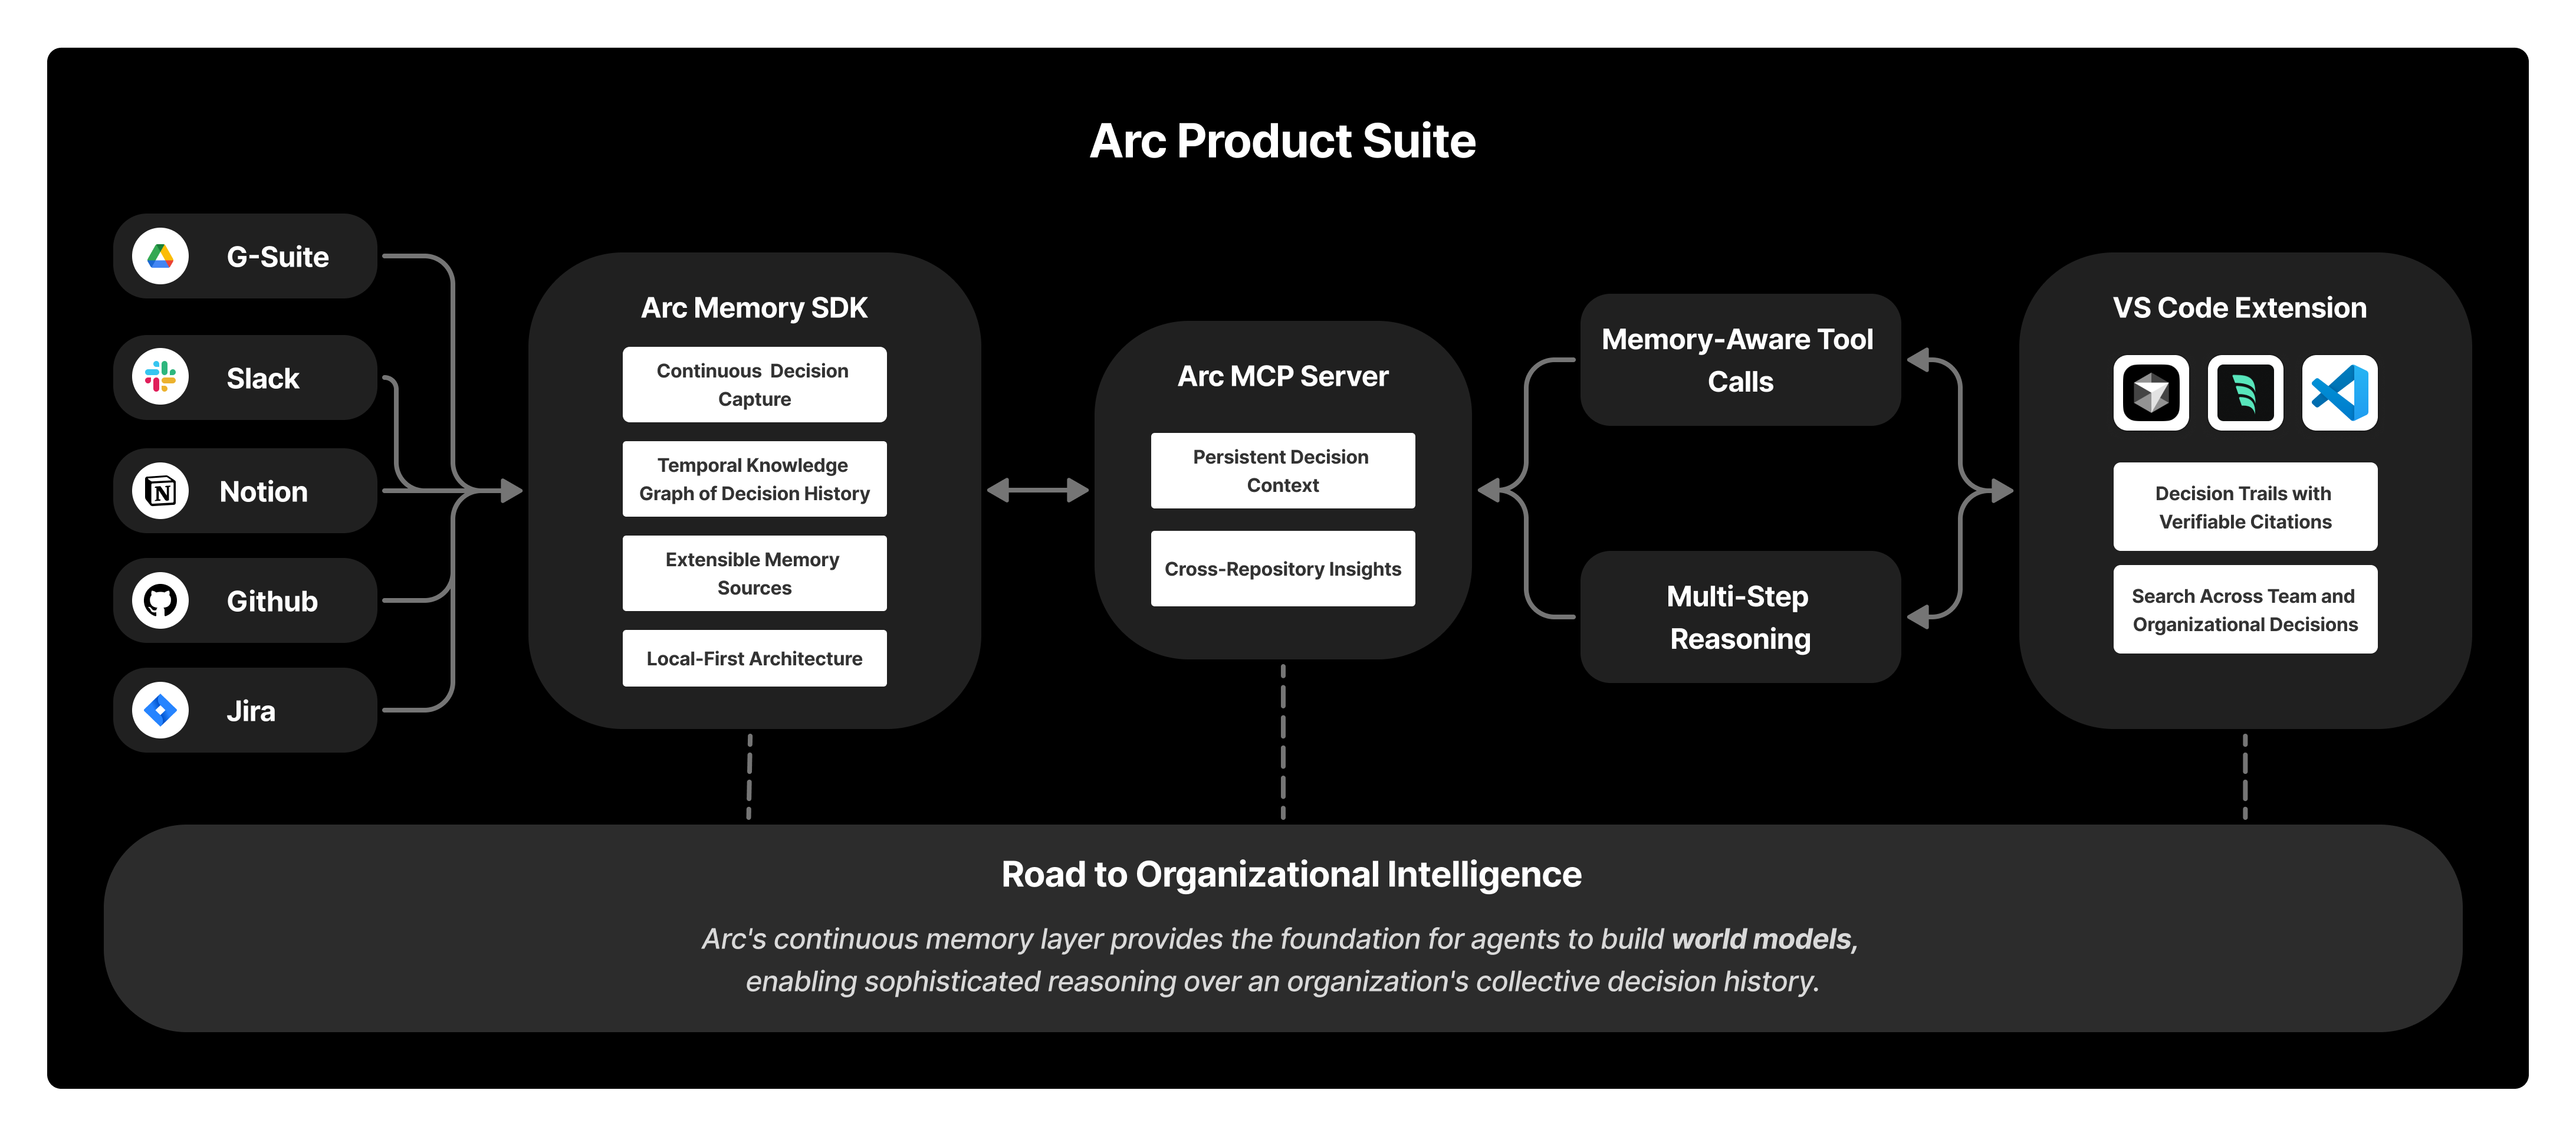 Arc Product Suite
G-Suite
Slack
Notion
Github
Jira
Arc Memory SDK
Continuous Decision
Capture
Temporal Knowledge
Graph of Decision History
Extensible Memory
Sources
Local-First Architecture
Arc MCP Server
Persistent Decision
Context
Cross-Repository Insights
Memory-Aware Tool
Calls
Multi-Step
Reasoning
VS Code Extension
Decision Trails with
Verifiable Citations
Search Across Team and
Organizational Decisions
Road to Organizational Intelligence
Arc's continuous memory layer provides the foundation for agents to build world models,
enabling sophisticated reasoning over an organization's collective decision history.